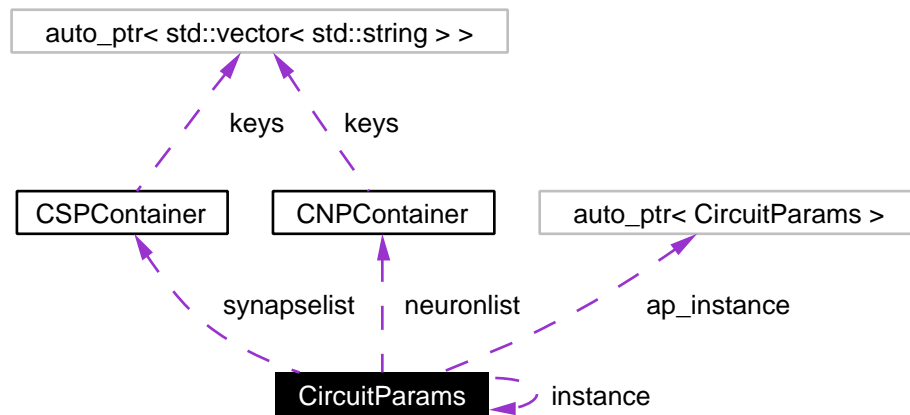 auto_ptr< std::vector< std::string > >
keys
keys
CSPContainer
CNPContainer
auto_ptr< CircuitParams >
synapselist
neuronlist
ap_instance
CircuitParams
instance